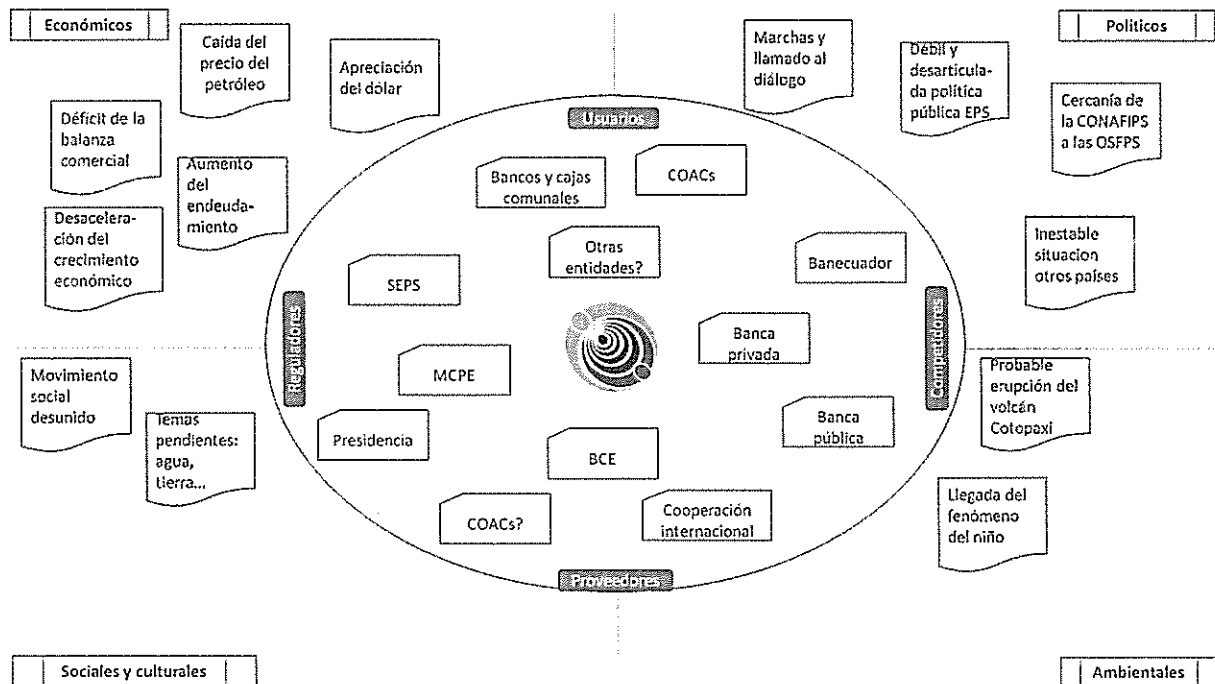 Económicos
Políticos
Caída del
precio del
petróleo
Apreciación
del dólar
Déficit de la
balanza
comercial
Aumento
del
endeuda-
miento
Desacelera-
ción del
crecimiento
económico
Marchas y
llamado al
diálogo
Débil y
desarticula-
da política
pública EPS
Cercanía de
la CONAFIPS
a las OSFPS
Inestable
situacion
otros países
Usuarios
Bancos y cajas
comunales
COACs
Otras
entidades?
SEPS
Banecuador
Reguladores
MCPE
Banca
privada
Competidores
Presidencia
BCE
Banca
pública
COACs?
Cooperación
internacional
Proveedores
Movimiento
social
desunido
Temas
pendientes:
agua,
tierra...
Probable
erupción del
volcán
Cotopaxi
Llegada del
fenómeno
del niño
Sociales y culturales
Ambientales